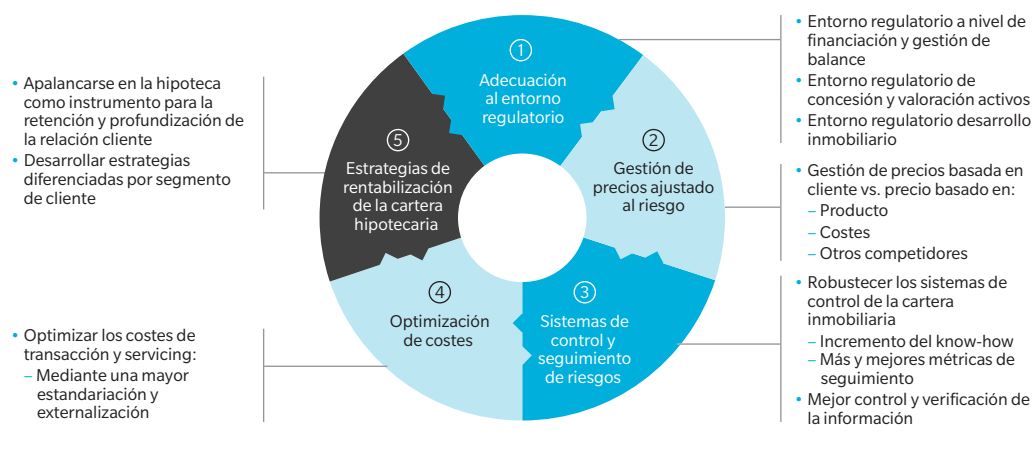 1
Adecuación
al entorno
regulatorio
• Entorno regulatorio a nivel de
financiación y gestión de
balance
• Entorno regulatorio de
concesión y valoración activos
• Entorno regulatorio desarrollo
inmobiliario
2
Gestión de
precios ajustado
al riesgo
• Gestión de precios basada en
cliente vs. precio basado en:
– Producto
– Costes
– Otros competidores
3
Sistemas de
control y
seguimiento
de riesgos
• Robustecer los sistemas de
control de la cartera
inmobiliaria
– Incremento del know-how
– Más y mejores métricas de
seguimiento
• Mejor control y verificación de
la información
4
Optimización
de costes
• Optimizar los costes de
transacción y servicing:
– Mediante una mayor
estandariación y
externalización
5
Estrategias de
rentabilización
de la cartera
hipotecaria
• Apalancarse en la hipoteca
como instrumento para la
retención y profundización de
la relación cliente
• Desarrollar estrategias
diferenciadas por segmento
de cliente